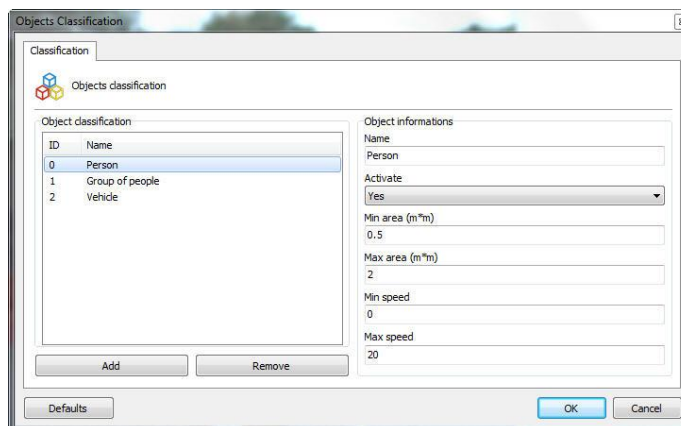 Objects Classification
Classification
Objects classification
Object classification
ID Name
0 Person
1 Group of people
2 Vehicle
Add Remove
Object informations
Name
Person
Activate
Yes
Min area (m*m)
0.5
Max area (m*m)
2
Min speed
0
Max speed
20
Defaults OK Cancel